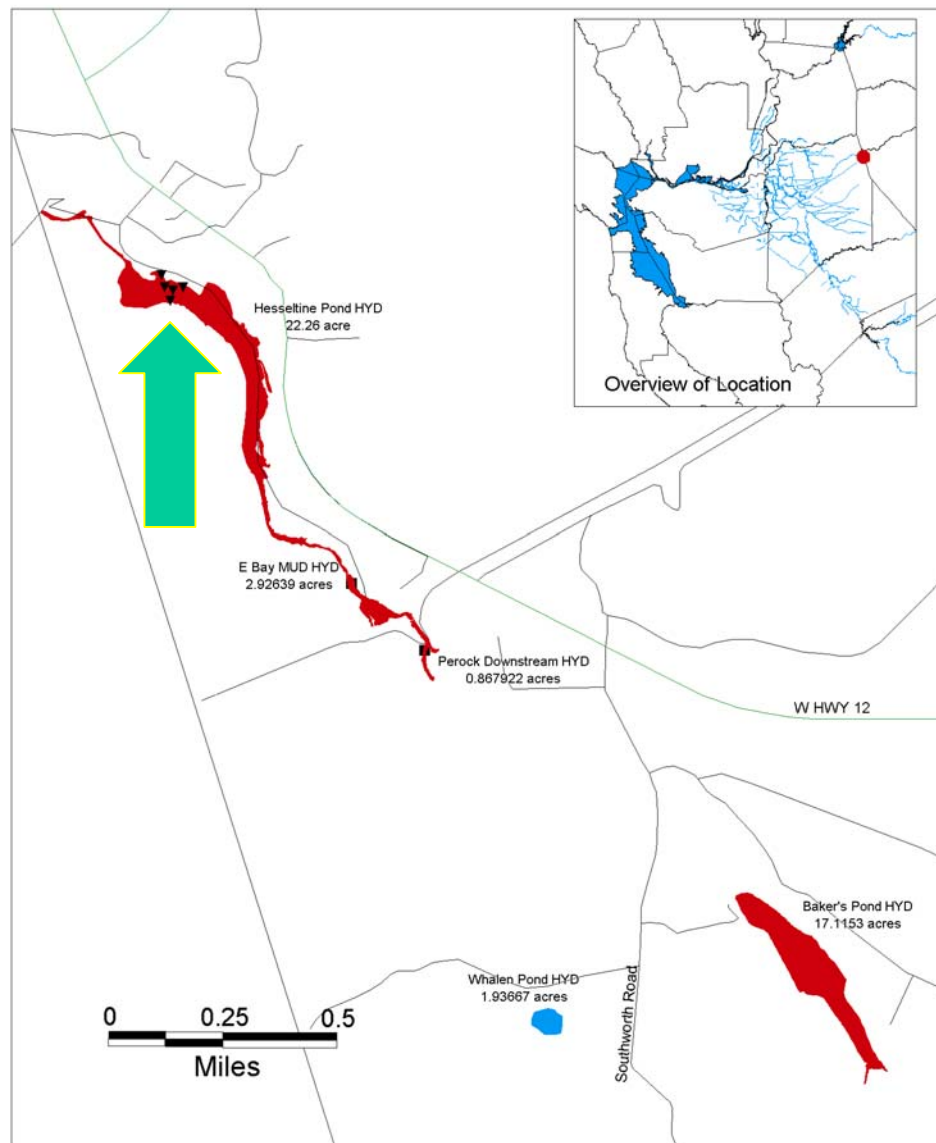 Overview of Location
Hesseltine Pond HYD
22.26 acre
E Bay MUD HYD
2.92639 acres
Perock Downstream HYD
0.867922 acres
W HWY 12
Baker's Pond HYD
17.1153 acres
Whalen Pond HYD
1.93667 acres
Southworth Road
0 0.25 0.5
Miles